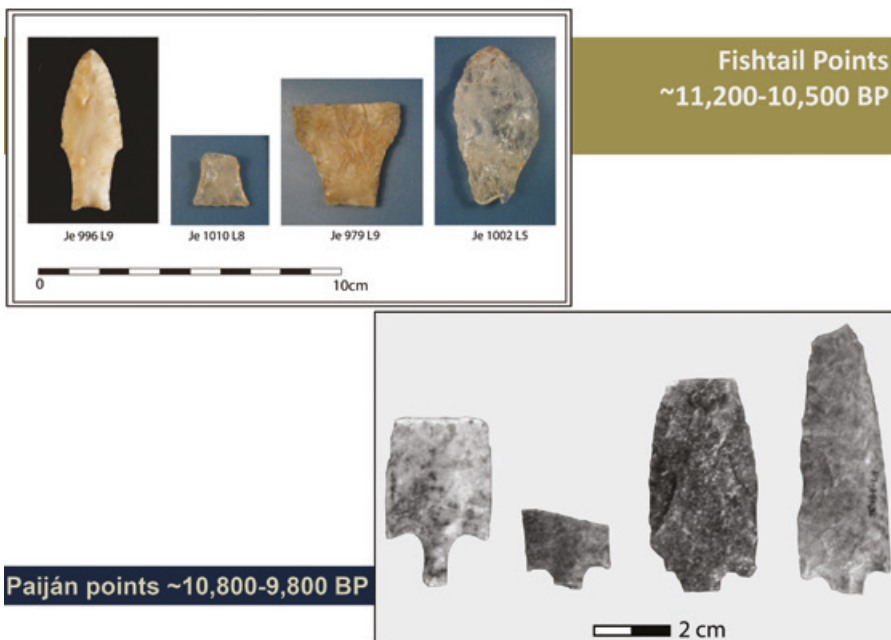 Fishtail Points
~11,200-10,500 BP
Je 996 L9
Je 1010 L8
Je 979 L9
Je 1002 L5
0
10cm
Paiján points ~10,800-9,800 BP
2 cm